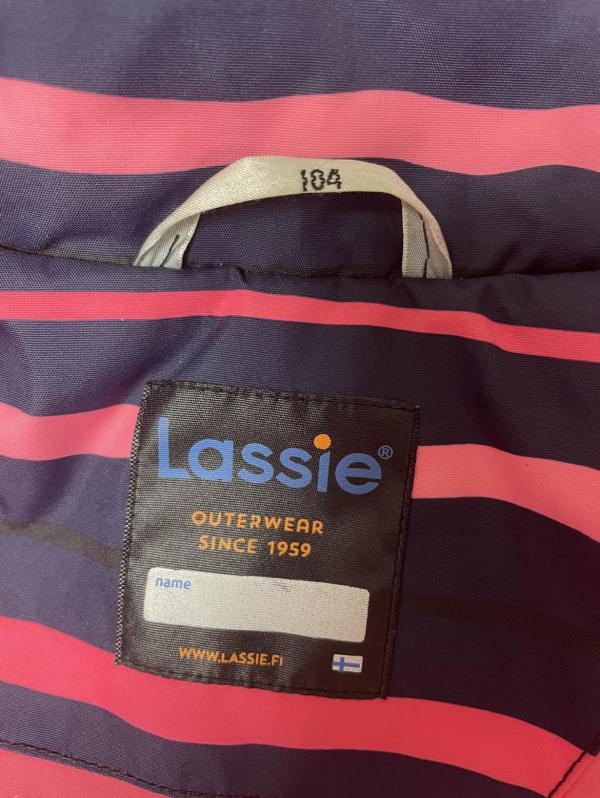 104
Lassie®
OUTERWEAR
SINCE 1959
name
WWW.LASSIE.FI